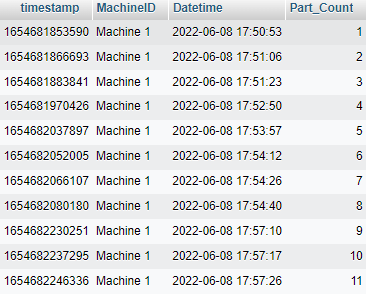 timestamp MachineID Datetime Part_Count
1654681853590 Machine 1 2022-06-08 17:50:53 1
1654681866693 Machine 1 2022-06-08 17:51:06 2
1654681883841 Machine 1 2022-06-08 17:51:23 3
1654681970426 Machine 1 2022-06-08 17:52:50 4
1654682037897 Machine 1 2022-06-08 17:53:57 5
1654682052005 Machine 1 2022-06-08 17:54:12 6
1654682066107 Machine 1 2022-06-08 17:54:26 7
1654682080180 Machine 1 2022-06-08 17:54:40 8
1654682230251 Machine 1 2022-06-08 17:57:10 9
1654682237295 Machine 1 2022-06-08 17:57:17 10
1654682246336 Machine 1 2022-06-08 17:57:26 11